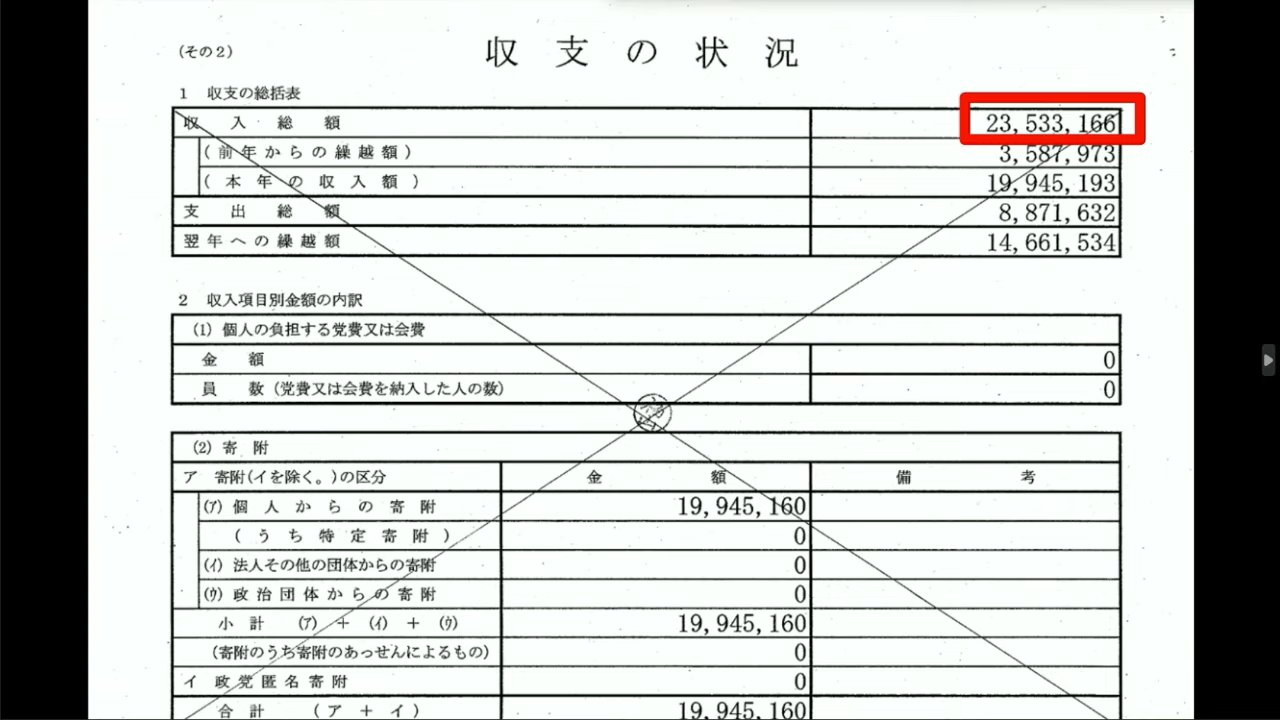 (その2)
収支の状況
1 収支の総括表
収入総額 23,533,166
(前年からの繰越額) 3,587,973
(本年の収入額) 19,945,193
支出総額 8,871,632
翌年への繰越額 14,661,534
2 収入項目別金額の内訳
(1) 個人の負担する党費又は会費
金額 0
員数(党費又は会費を納入した人の数) 0
(2) 寄附
ア 寄附(イを除く。)の区分 金額 備考
(ア) 個人からの寄附 19,945,160
(うち特定寄附) 0
(イ) 法人その他の団体からの寄附 0
(ウ) 政治団体からの寄附 0
小計 (ア) + (イ) + (ウ) 19,945,160
(寄附のうち寄附のあっせんによるもの) 0
イ 政党匿名寄附 0
合計 (ア+イ) 19,945,160